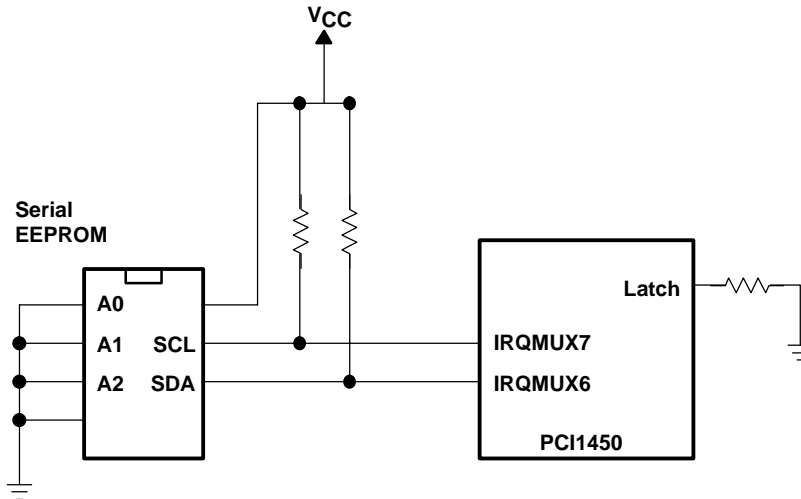 VCC
Serial
EEPROM
A0
A1 SCL
A2 SDA
Latch
IRQMUX7
IRQMUX6
PCI1450